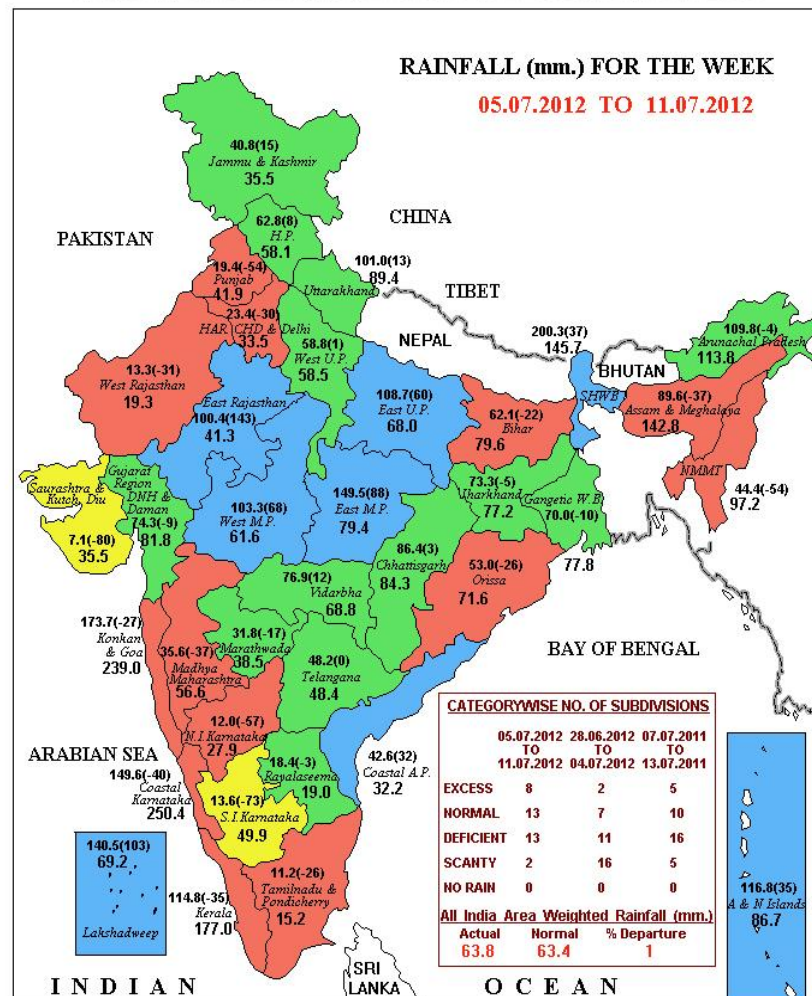 RAINFALL (mm.) FOR THE WEEK
05.07.2012 TO 11.07.2012
40.8(15)
Jammu & Kashmir
35.5
62.8(8)
H.P.
58.1
CHINA
PAKISTAN
19.4(-54)
Punjab
41.9
101.0(13)
89.4
Uttarakhand
TIBET
23.4(-30)
HAR. CHD & Delhi
33.5
NEPAL
58.8(1)
West U.P.
58.5
200.3(37)
145.7
SHWB
BHUTAN
109.8(-4)
Arunachal Pradesh
113.8
13.3(-31)
West Rajasthan
19.3
East Rajasthan
100.4(143)
41.3
108.7(60)
East U.P.
68.0
62.1(-22)
Bihar
79.6
89.6(-37)
Assam & Meghalaya
142.8
NMMT
44.4(-54)
97.2
Gujarat
Region
DNH &
Daman
74.3(-9)
81.8
Saurashtra &
Kutch, Diu
7.1(-80)
35.5
103.3(68)
West M.P.
61.6
149.5(88)
East M.P.
79.4
73.3(-5)
Jharkhand
77.2
Gangetic W.B.
70.0(-10)
77.8
86.4(3)
Chhattisgarh
84.3
53.0(-26)
Orissa
71.6
76.9(12)
Vidarbha
68.8
173.7(-27)
Konkan
& Goa
239.0
35.6(-37)
Madhya
Maharashtra
56.6
31.8(-17)
Marathwada
38.5
48.2(0)
Telangana
48.4
BAY OF BENGAL
12.0(-57)
N.I.Karnataka
27.9
ARABIAN SEA
149.6(-40)
Coastal
Karnataka
250.4
18.4(-3)
Rayalaseema
19.0
42.6(32)
Coastal A.P.
32.2
13.6(-73)
S.I.Karnataka
49.9
140.5(103)
69.2
Lakshadweep
114.8(-35)
Kerala
177.0
11.2(-26)
Tamilnadu &
Pondicherry
15.2
CATEGORYWISE NO. OF SUBDIVISIONS
05.07.2012 28.06.2012 07.07.2011
TO TO TO
11.07.2012 04.07.2012 13.07.2011
EXCESS 8 2 5
NORMAL 13 7 10
DEFICIENT 13 11 16
SCANTY 2 16 5
NO RAIN 0 0 0
All India Area Weighted Rainfall (mm.)
Actual Normal % Departure
63.8 63.4 1
116.8(35)
A & N Islands
86.7
SRI
LANKA
INDIAN OCEAN